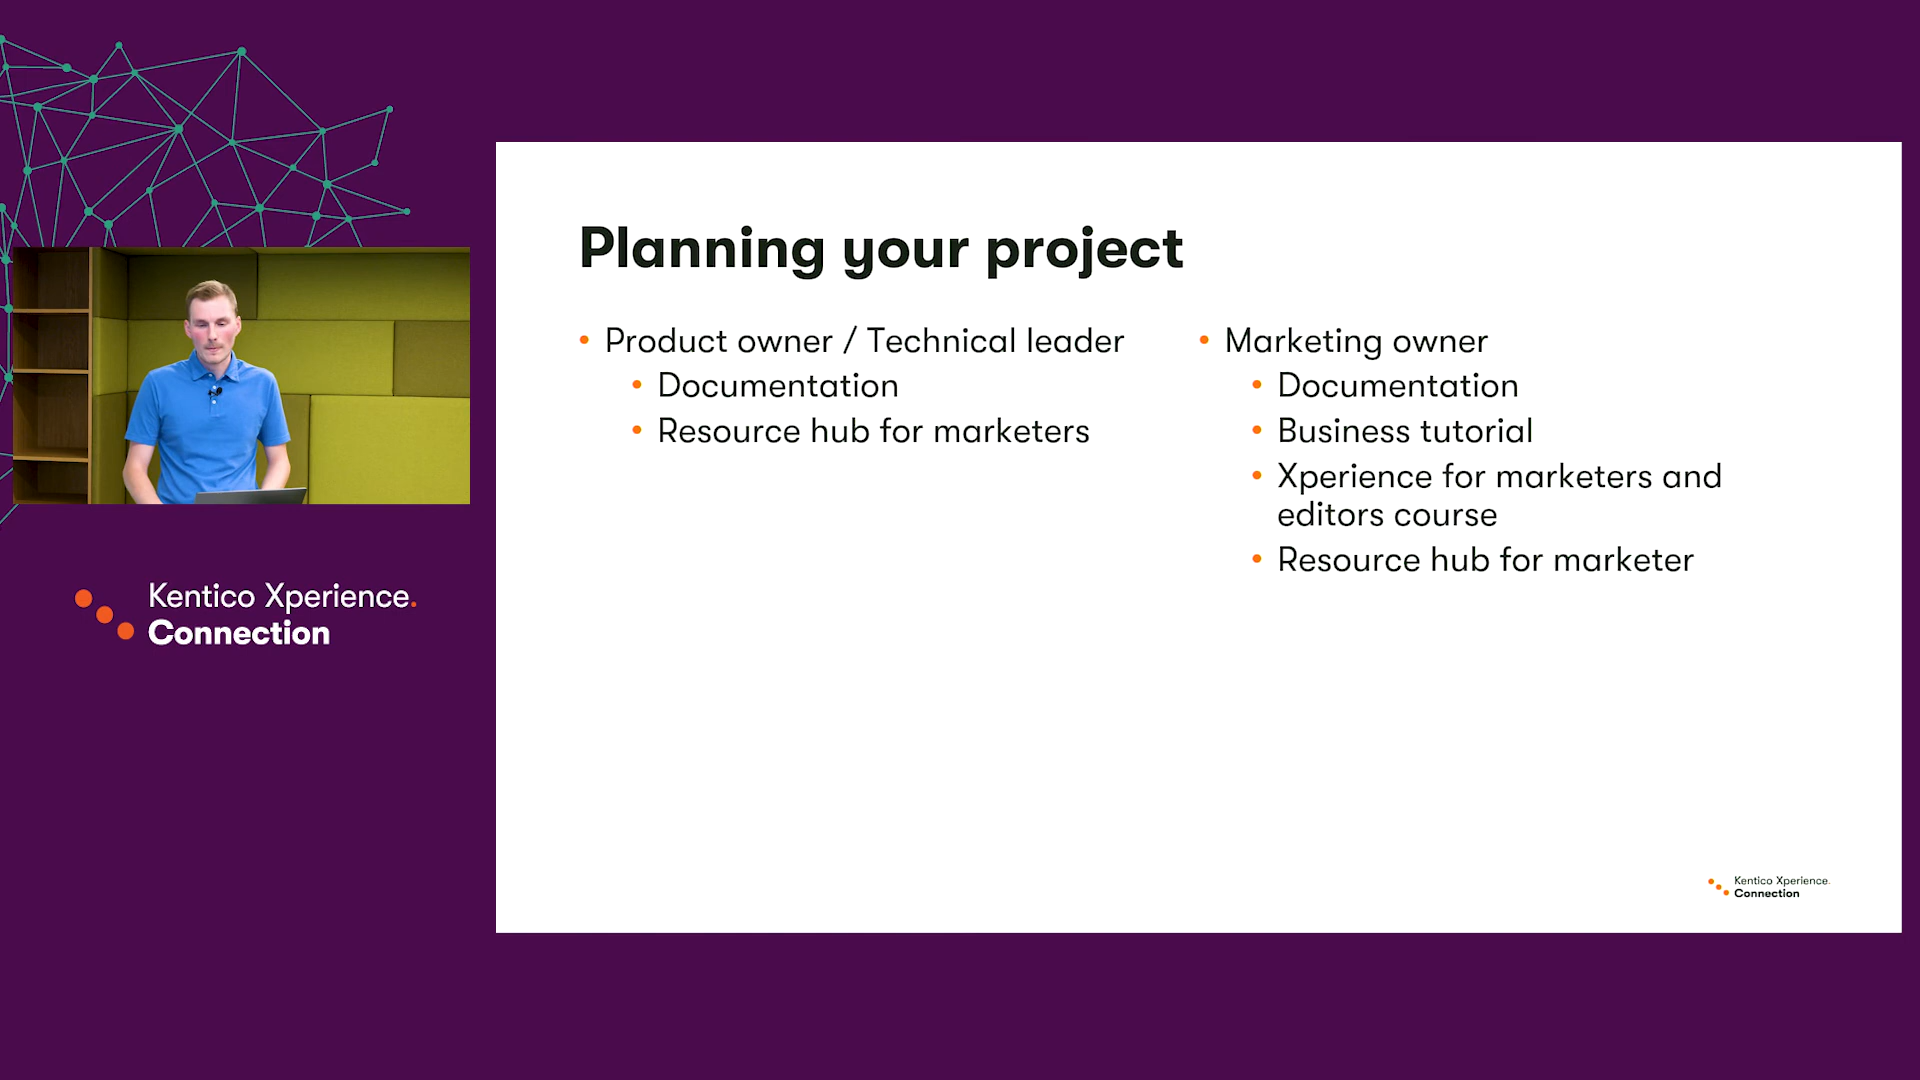 Planning your project
Product owner / Technical leader
Documentation
Resource hub for marketers
Marketing owner
Documentation
Business tutorial
Xperience for marketers and
editors course
Resource hub for marketer
Kentico Xperience.
Connection
Kentico Xperience.
Connection